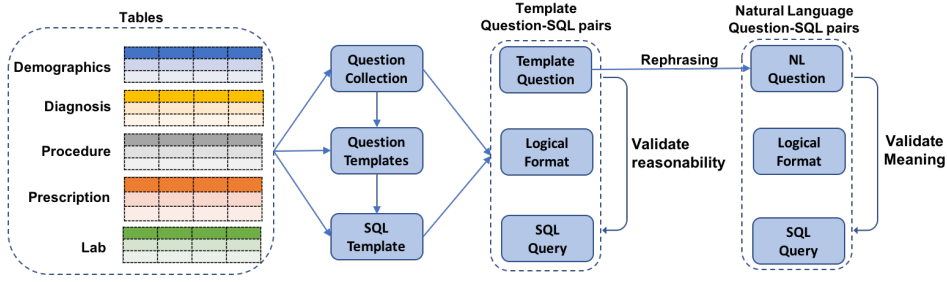 Tables
Demographics
Diagnosis
Procedure
Prescription
Lab
Question
Collection
Question
Templates
SQL
Template
Template
Question-SQL pairs
Template
Question
Logical
Format
SQL
Query
Validate
reasonability
Rephrasing
Natural Language
Question-SQL pairs
NL
Question
Logical
Format
SQL
Query
Validate
Meaning